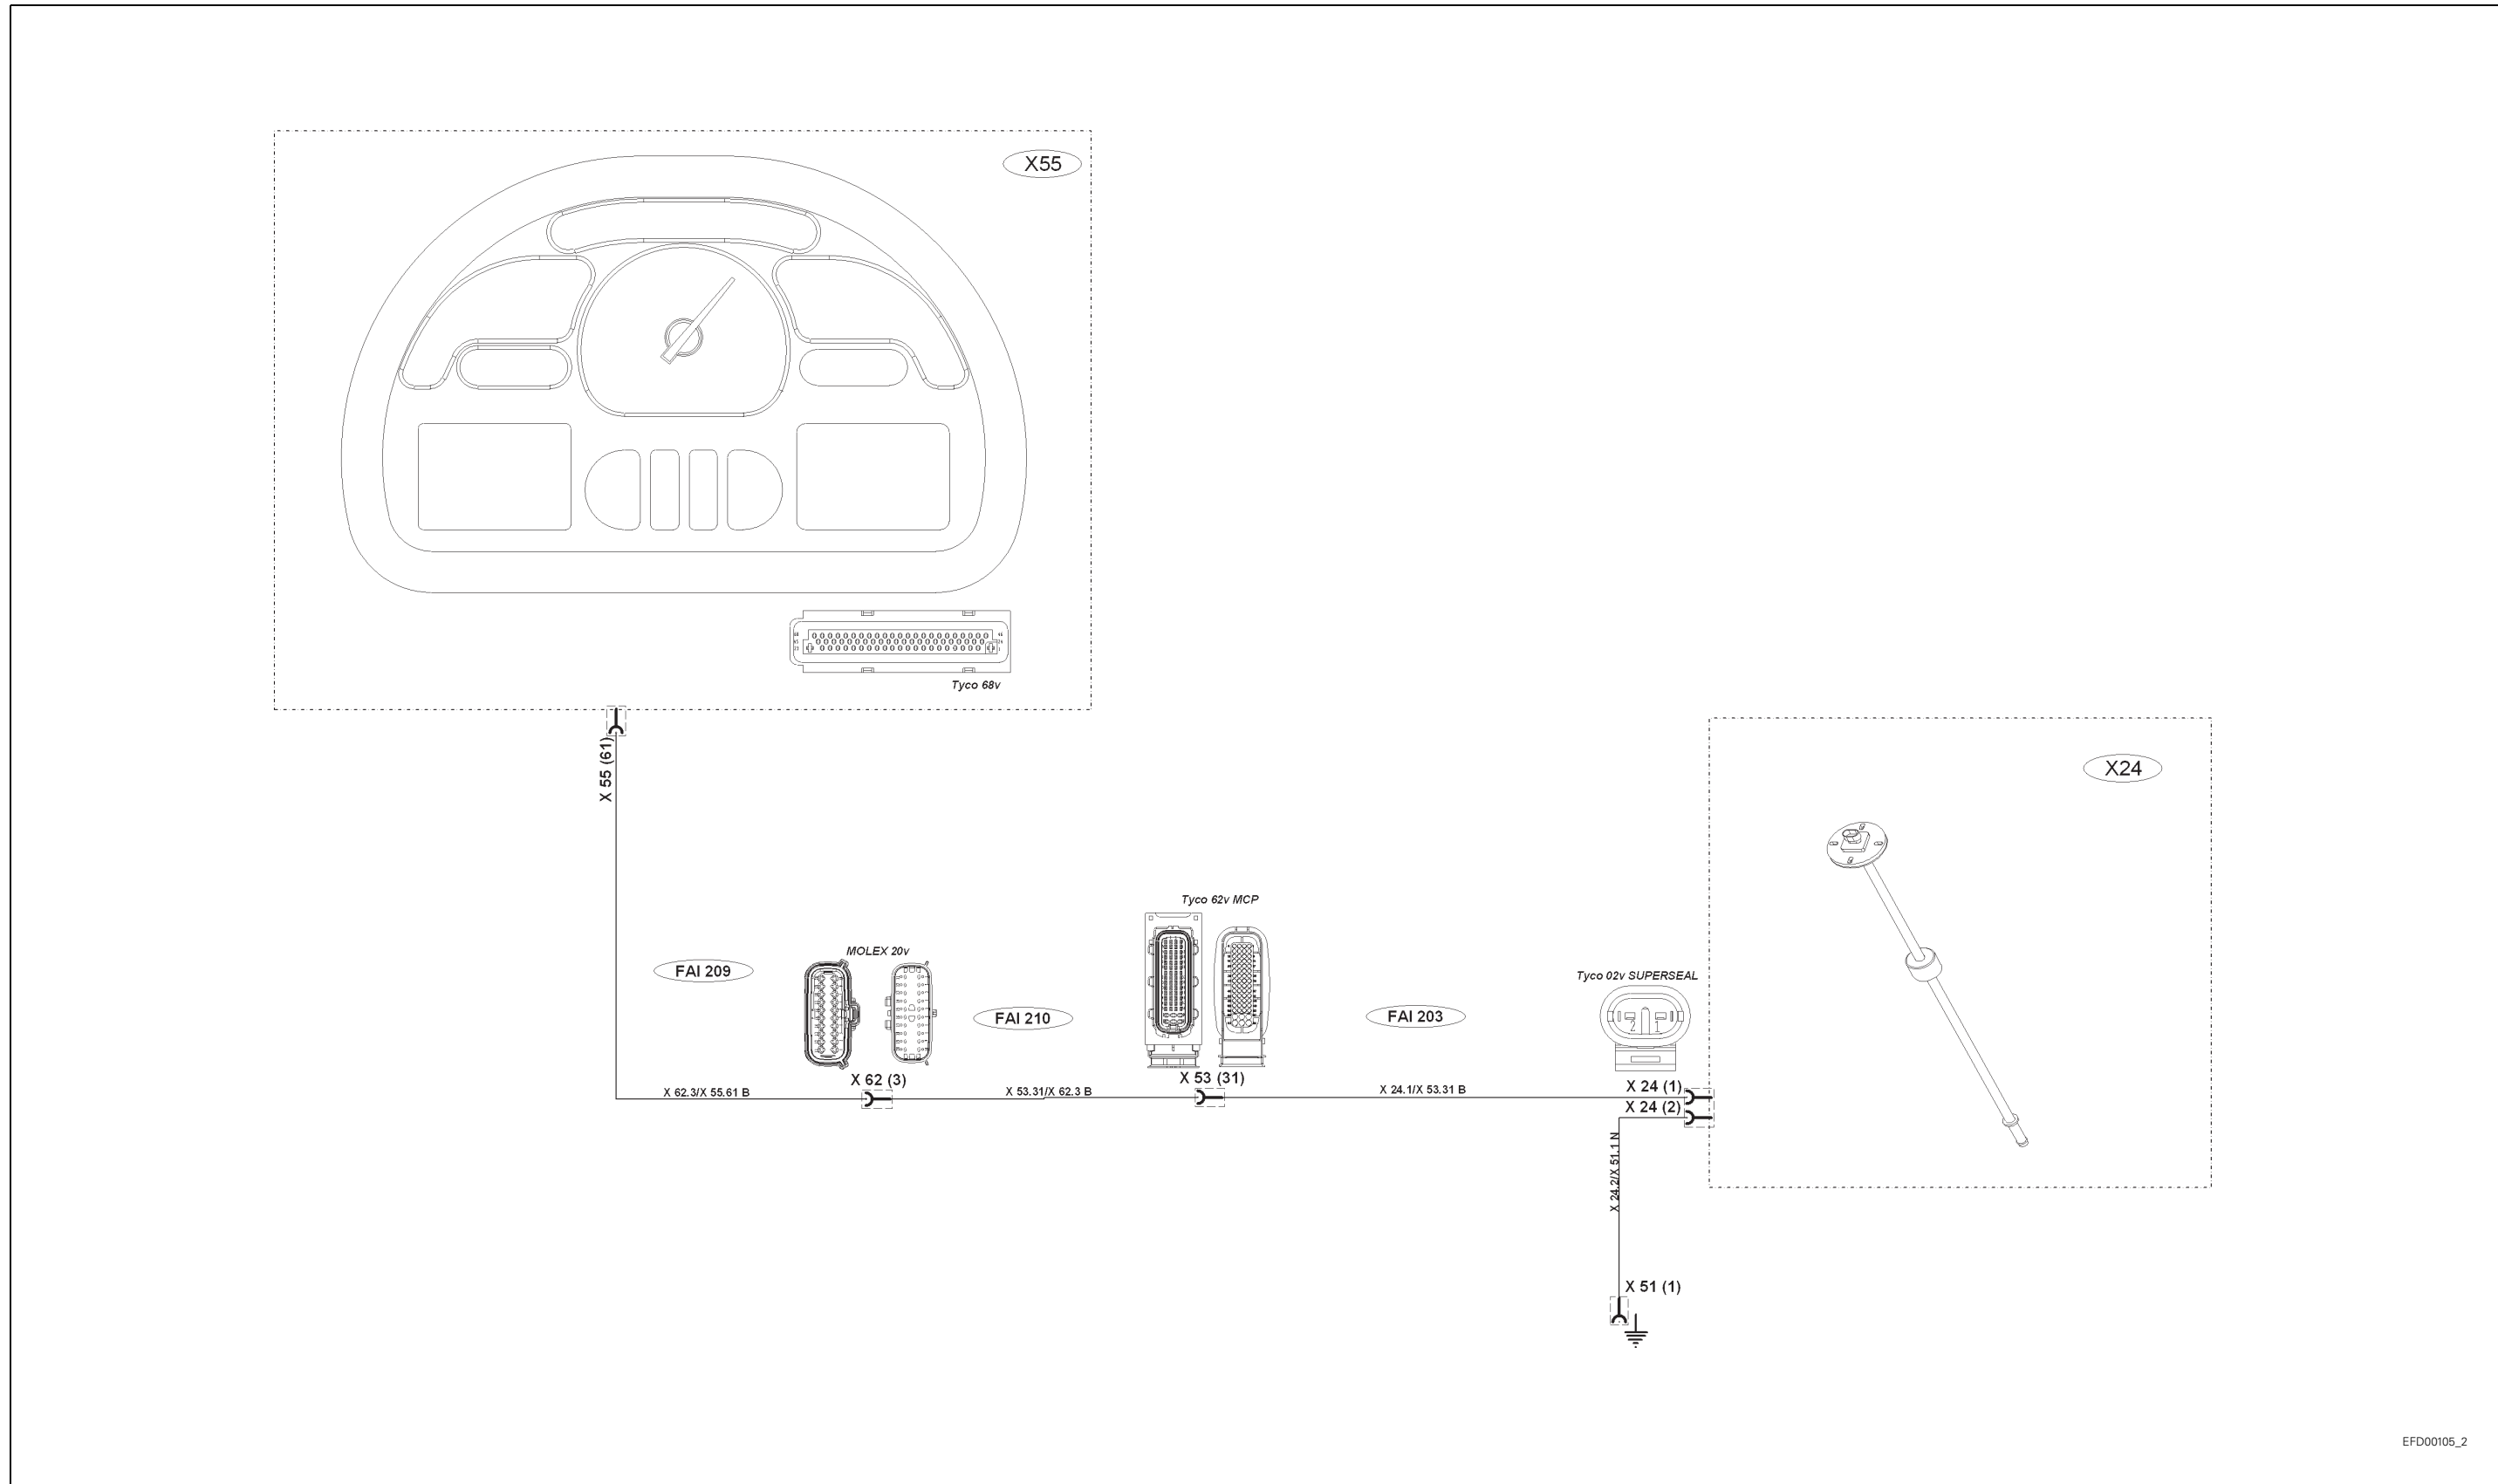 X55
Tyco 68v
X 55 (61)
X24
Tyco 62v MCP
MOLEX 20v
FAI 209
Tyco 02v SUPERSEAL
FAI 210
FAI 203
2 1
X 62 (3)
X 53 (31)
X 24 (1)
X 62.3/X 55.61 B
X 53.31/X 62.3 B
X 24.1/X 53.31 B
X 24 (2)
X 24.2/X 51.1 N
X 51 (1)
EFD00105_2